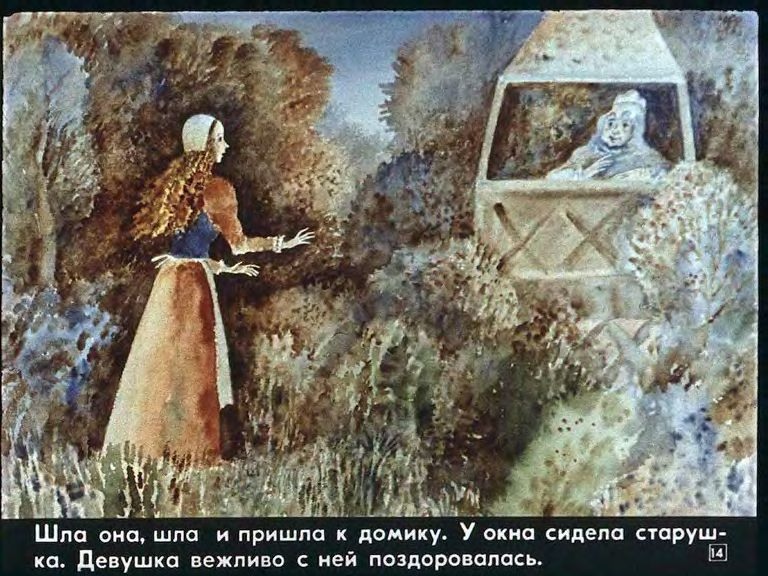 Шла она, шла и пришла к домику. У окна сидела старуш-
ка. Девушка вежливо с ней поздоровалась.
14